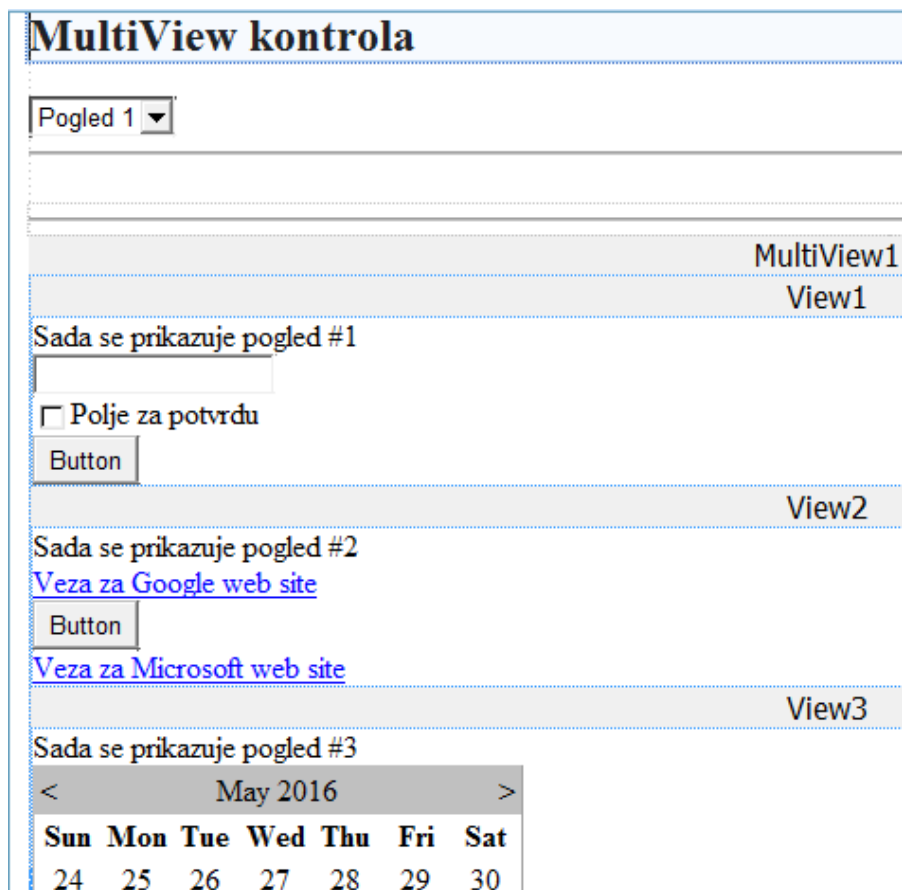 MultiView kontrola
Pogled 1
MultiView1
View1
Sada se prikazuje pogled #1
Polje za potvrdu
Button
View2
Sada se prikazuje pogled #2
Veza za Google web site
Button
Veza za Microsoft web site
View3
Sada se prikazuje pogled #3
< May 2016 >
Sun Mon Tue Wed Thu Fri Sat
24 25 26 27 28 29 30